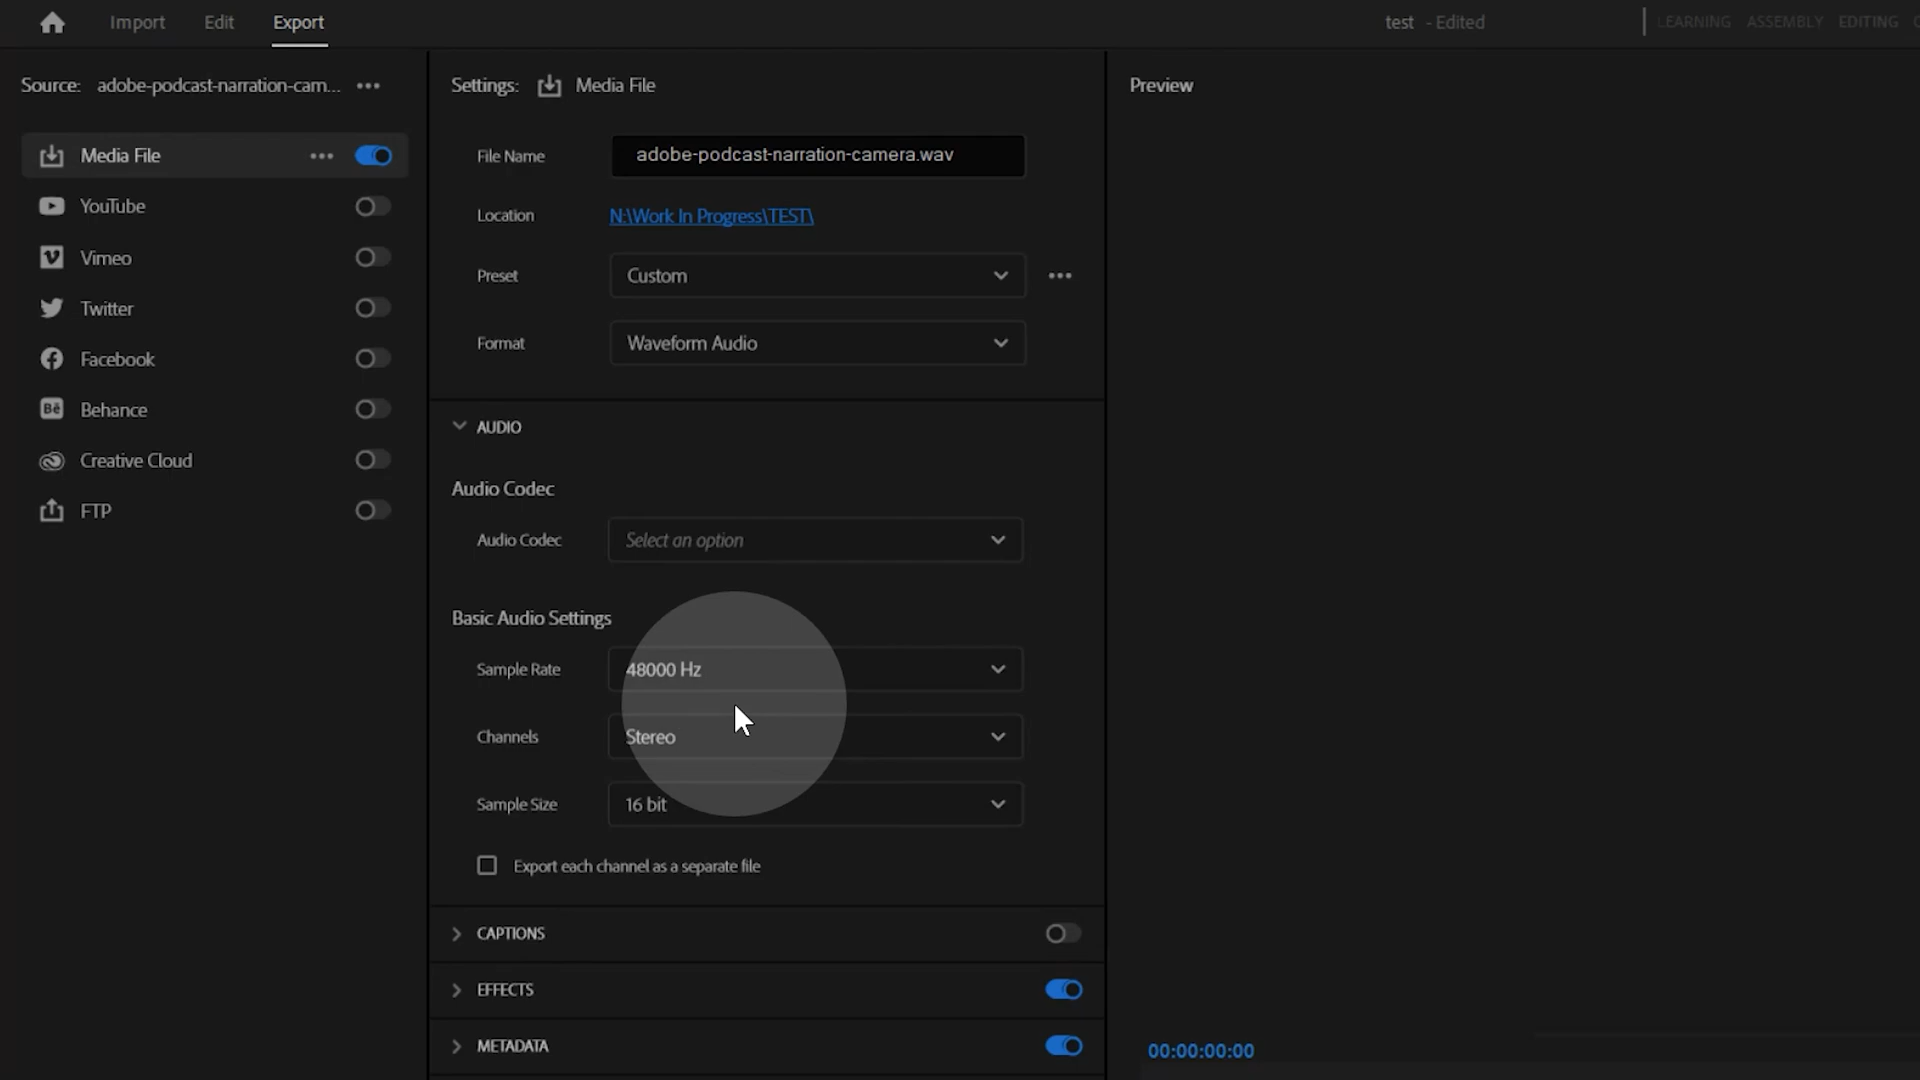 Import Edit Export
test - Edited
LEARNING ASSEMBLY EDITING
Source: adobe-podcast-narration-cam...
Media File
YouTube
Vimeo
Twitter
Facebook
Behance
Creative Cloud
FTP
Settings: Media File
File Name adobe-podcast-narration-camera.wav
Location N:\Work In Progress\TEST\
Preset Custom
Format Waveform Audio
AUDIO
Audio Codec
Audio Codec Select an option
Basic Audio Settings
Sample Rate 48000 Hz
Channels Stereo
Sample Size 16 bit
Export each channel as a separate file
CAPTIONS
EFFECTS
METADATA
Preview
00:00:00:00